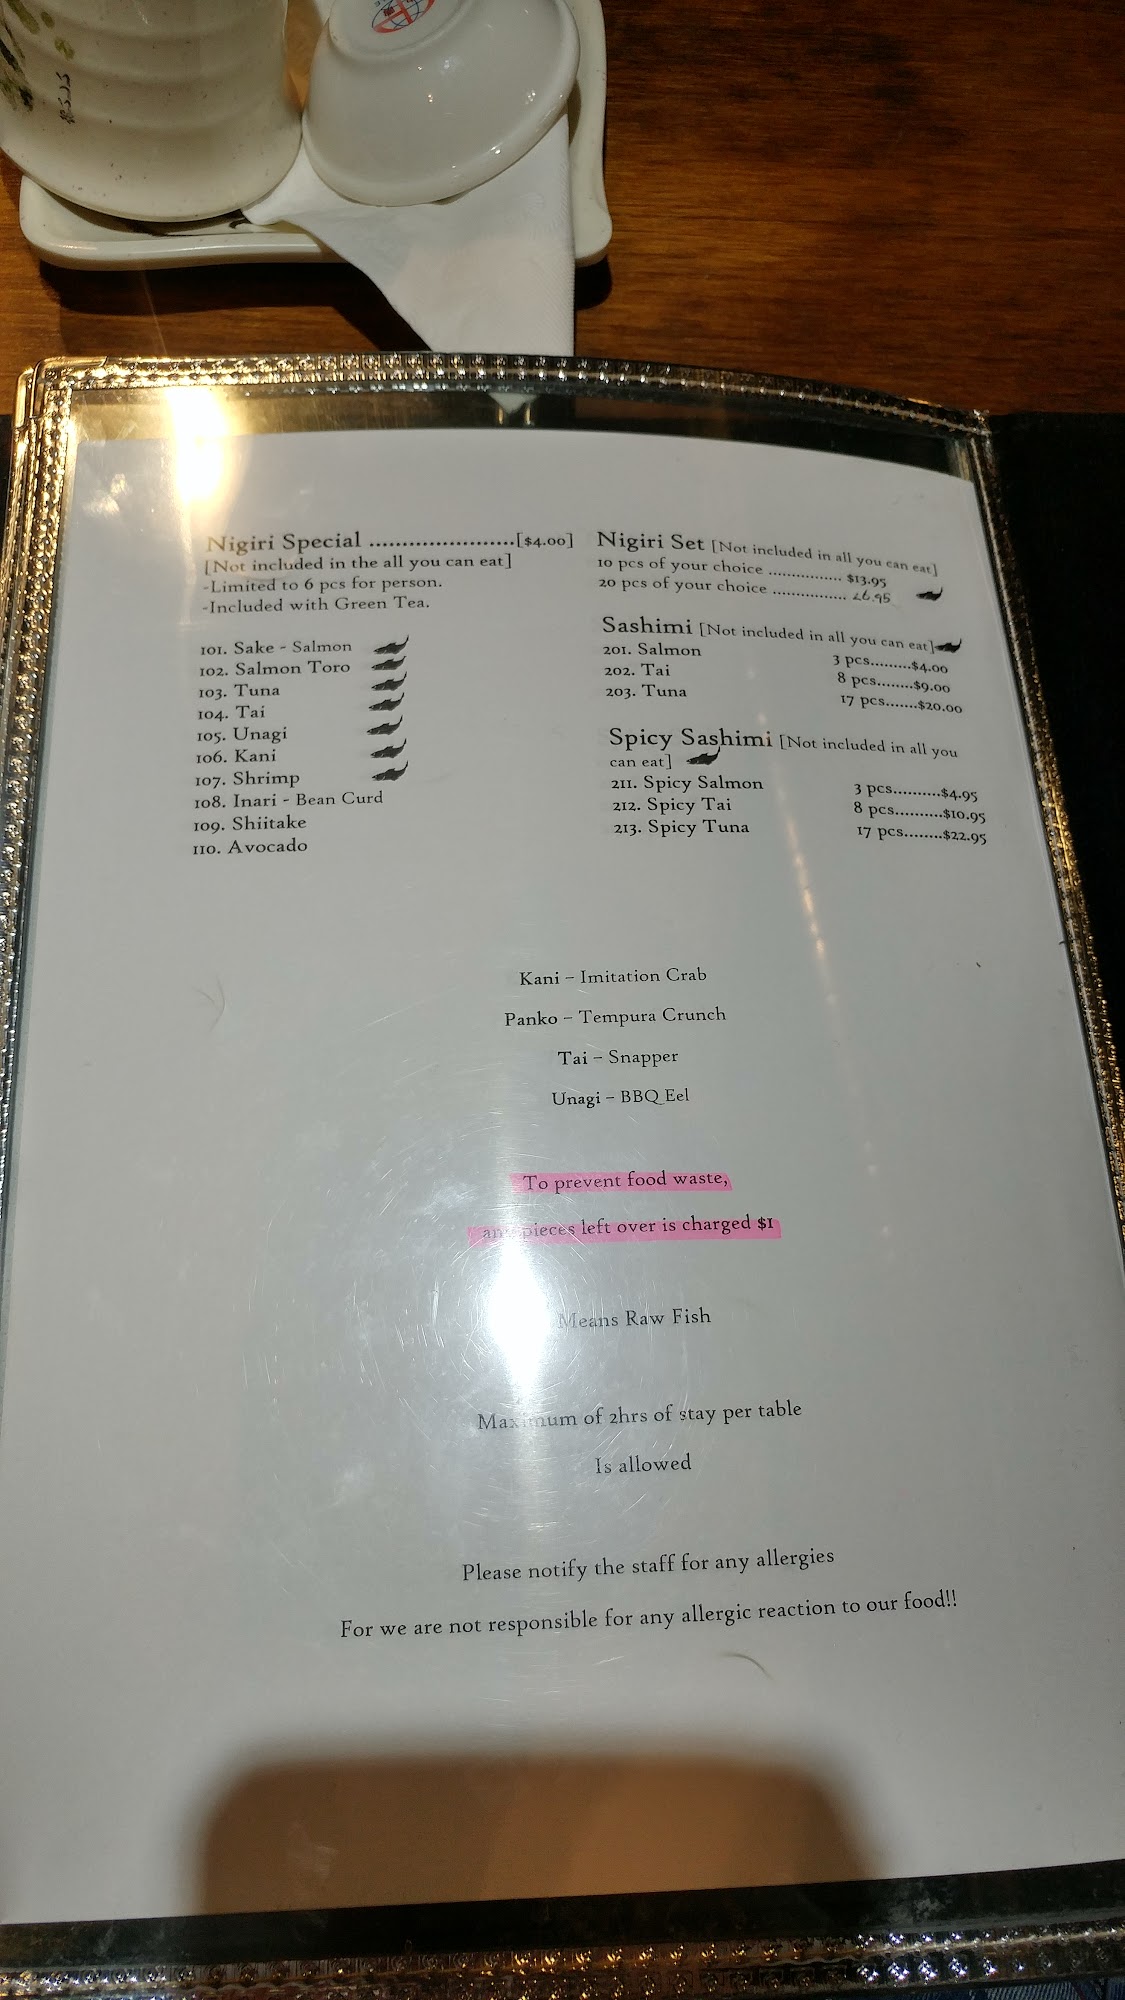 Nigiri Special ......................[$4.00]
[Not included in the all you can eat]
-Limited to 6 pcs for person.
-Included with Green Tea.
101. Sake - Salmon
102. Salmon Toro
103. Tuna
104. Tai
105. Unagi
106. Kani
107. Shrimp
108. Inari - Bean Curd
109. Shiitake
110. Avocado
Nigiri Set [Not included in all you can eat]
10 pcs of your choice ................ $13.95
20 pcs of your choice ................ 26.95
Sashimi [Not included in all you can eat]
201. Salmon 3 pcs.........$4.00
202. Tai 8 pcs........$9.00
203. Tuna 17 pcs.......$20.00
Spicy Sashimi [Not included in all you
can eat]
211. Spicy Salmon 3 pcs..........$4.95
212. Spicy Tai 8 pcs..........$10.95
213. Spicy Tuna 17 pcs........$22.95
Kani – Imitation Crab
Panko – Tempura Crunch
Tai – Snapper
Unagi – BBQ Eel
To prevent food waste,
any pieces left over is charged $1
Means Raw Fish
Maximum of 2hrs of stay per table
Is allowed
Please notify the staff for any allergies
For we are not responsible for any allergic reaction to our food!!